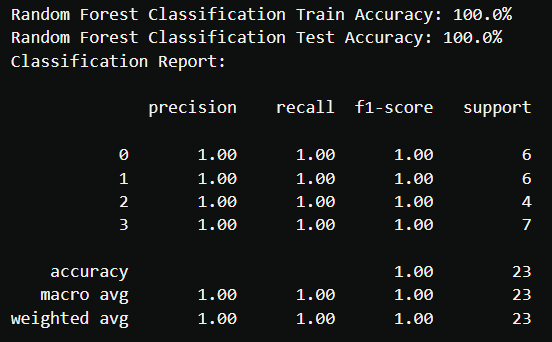 Random Forest Classification Train Accuracy: 100.0%
Random Forest Classification Test Accuracy: 100.0%
Classification Report:
precision recall f1-score support
0 1.00 1.00 1.00 6
1 1.00 1.00 1.00 6
2 1.00 1.00 1.00 4
3 1.00 1.00 1.00 7
accuracy 1.00 23
macro avg 1.00 1.00 1.00 23
weighted avg 1.00 1.00 1.00 23